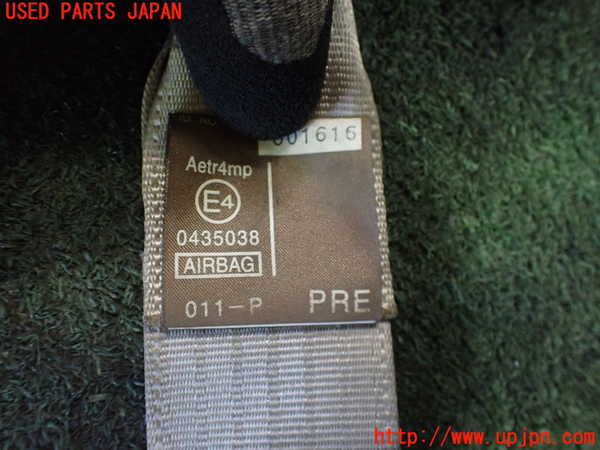 USED PARTS JAPAN
001616
Aetr4mp
E4
0435038
AIRBAG
011-P
PRE
http://www.upjpn.com/